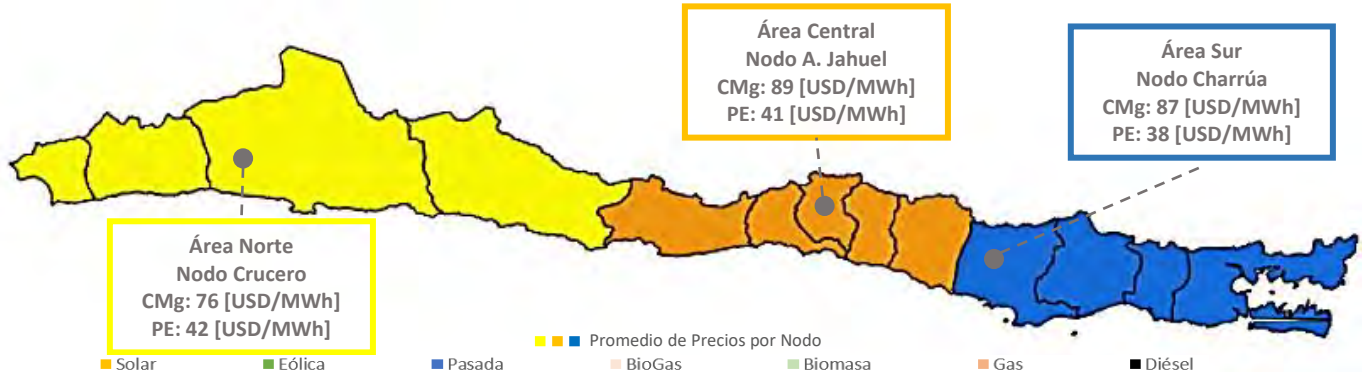 Área Central
Nodo A. Jahuel
CMg: 89 [USD/MWh]
PE: 41 [USD/MWh]
Área Sur
Nodo Charrúa
CMg: 87 [USD/MWh]
PE: 38 [USD/MWh]
Área Norte
Nodo Crucero
CMg: 76 [USD/MWh]
PE: 42 [USD/MWh]
Promedio de Precios por Nodo
Solar Eólica Pasada BioGas Biomasa Gas Diésel